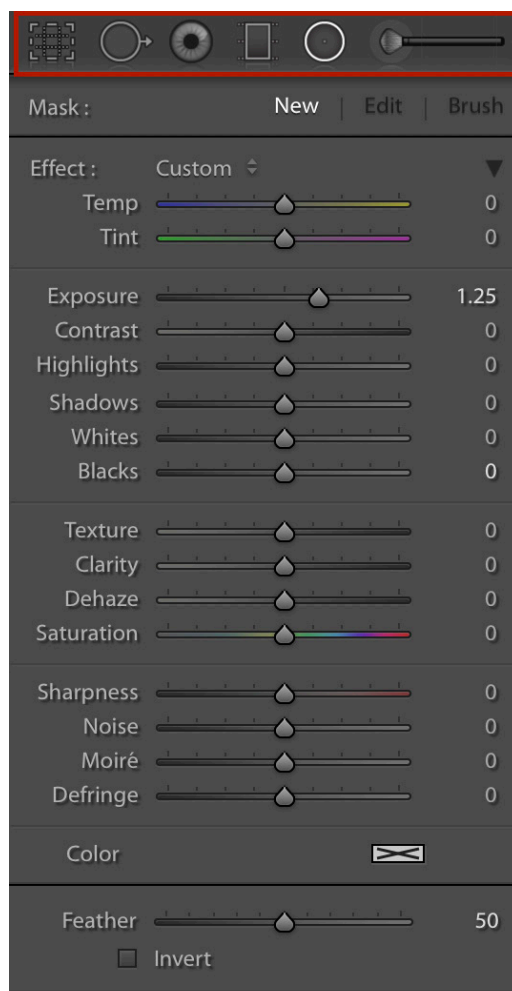 Mask : New | Edit | Brush
Effect : Custom
Temp 0
Tint 0
Exposure 1.25
Contrast 0
Highlights 0
Shadows 0
Whites 0
Blacks 0
Texture 0
Clarity 0
Dehaze 0
Saturation 0
Sharpness 0
Noise 0
Moiré 0
Defringe 0
Color
Feather 50
Invert